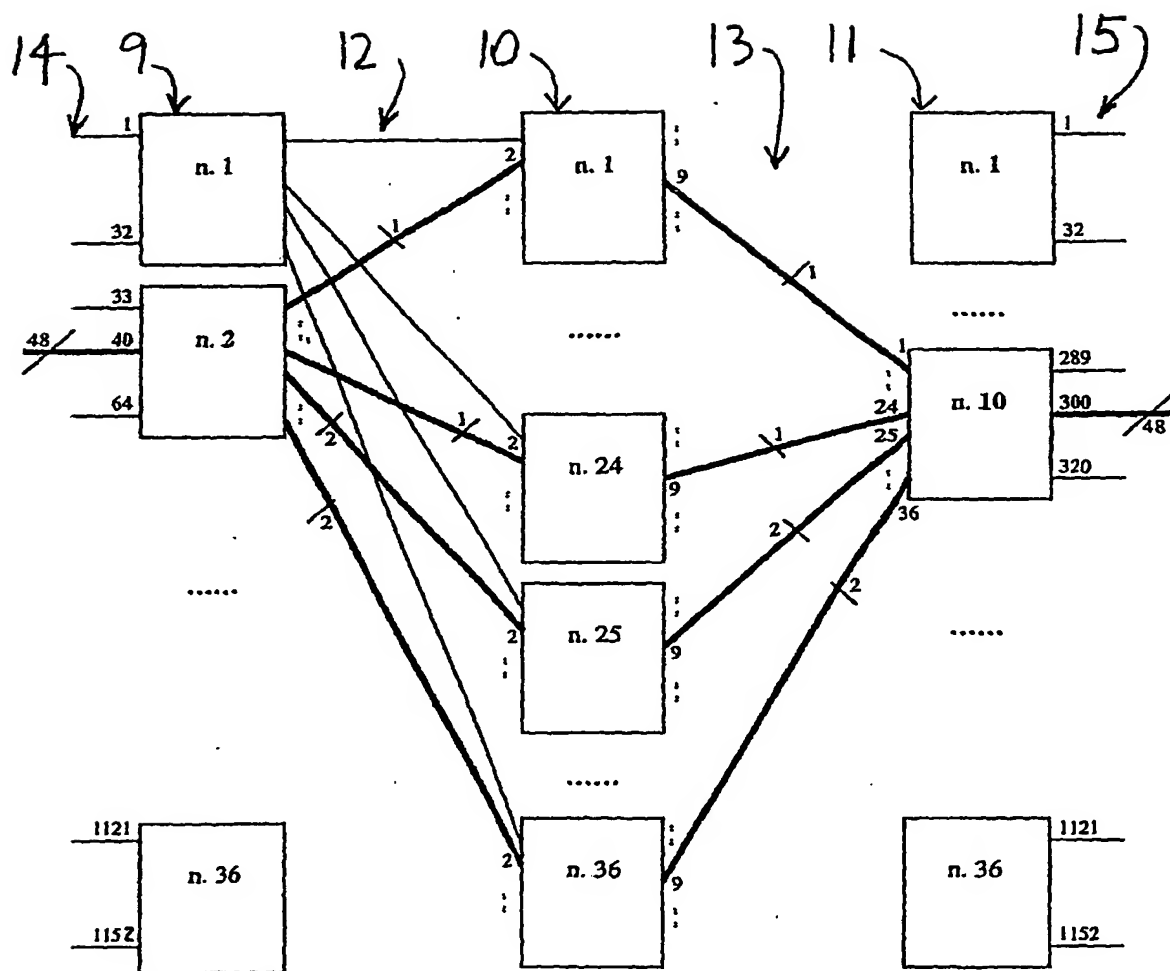 14 9 12 10 13 11 15
1 1
n. 1 2 n. 1 9 n. 1
32 1 32
1
33 ...... ......
48 40 n. 2 1 289
64 n. 10 300 48
1 2 24 1
2 n. 24 9 25 320
2 2 36
2
...... n. 25 ......
2 9
......
1121 1121
n. 36 2 n. 36 9 n. 36
1152 1152